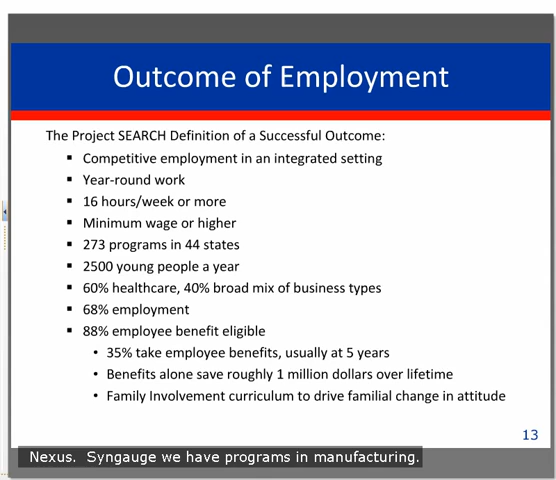 Outcome of Employment
The Project SEARCH Definition of a Successful Outcome:
▪ Competitive employment in an integrated setting
▪ Year-round work
▪ 16 hours/week or more
▪ Minimum wage or higher
▪ 273 programs in 44 states
▪ 2500 young people a year
▪ 60% healthcare, 40% broad mix of business types
▪ 68% employment
▪ 88% employee benefit eligible
• 35% take employee benefits, usually at 5 years
• Benefits alone save roughly 1 million dollars over lifetime
• Family Involvement curriculum to drive familial change in attitude
13
Nexus. Syngauge we have programs in manufacturing.